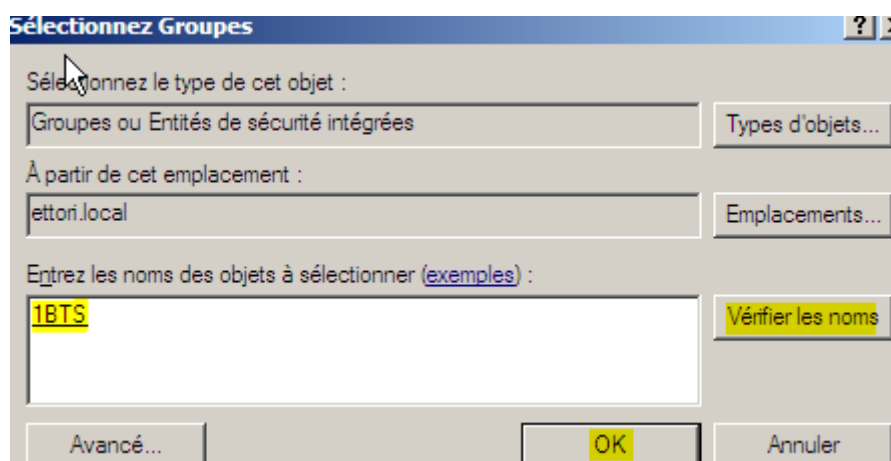 Sélectionnez Groupes ?
Sélectionnez le type de cet objet :
Groupes ou Entités de sécurité intégrées Types d'objets...
À partir de cet emplacement :
ettori.local Emplacements...
Entrez les noms des objets à sélectionner (exemples) :
1BTS Vérifier les noms
Avancé... OK Annuler